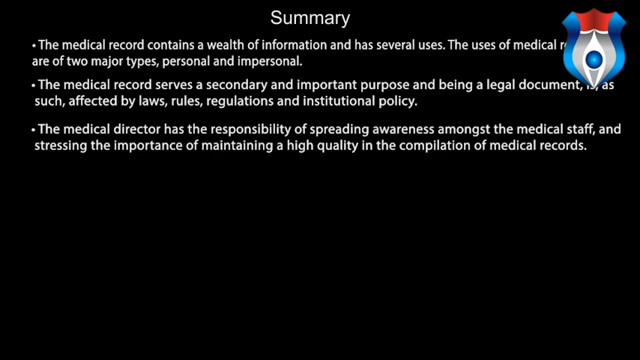 Summary
• The medical record contains a wealth of information and has several uses. The uses of medical
are of two major types, personal and impersonal.
• The medical record serves a secondary and important purpose and being a legal document, is, as
such, affected by laws, rules, regulations and institutional policy.
• The medical director has the responsibility of spreading awareness amongst the medical staff, and
stressing the importance of maintaining a high quality in the compilation of medical records.